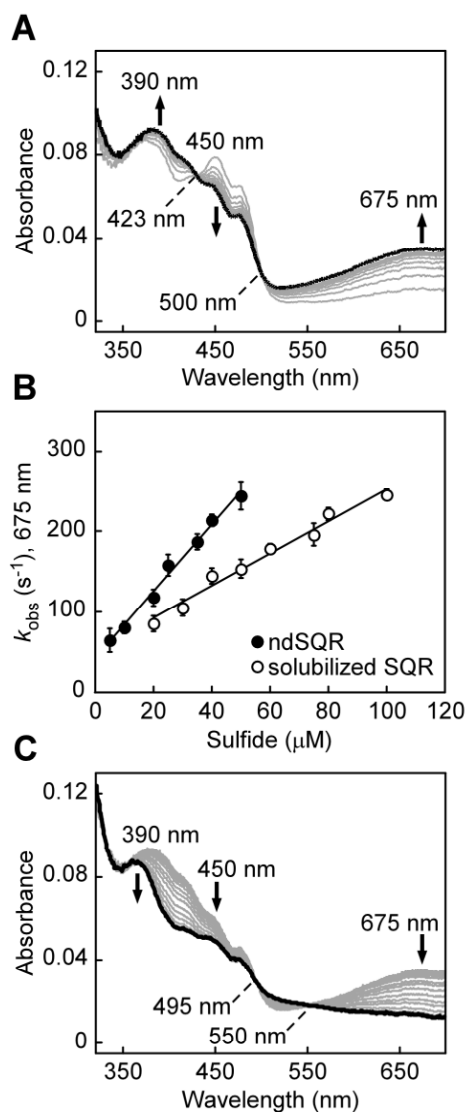 A
0.12
390 nm
450 nm
0.08
Absorbance
675 nm
423 nm
0.04
500 nm
0
350 450 550 650
Wavelength (nm)
B
300
200
k_obs (s⁻¹), 675 nm
100
ndSQR
solubilized SQR
0
0 20 40 60 80 100 120
Sulfide (μM)
C
0.12
390 nm
450 nm
0.08
Absorbance
675 nm
0.04
495 nm
550 nm
0
350 450 550 650
Wavelength (nm)